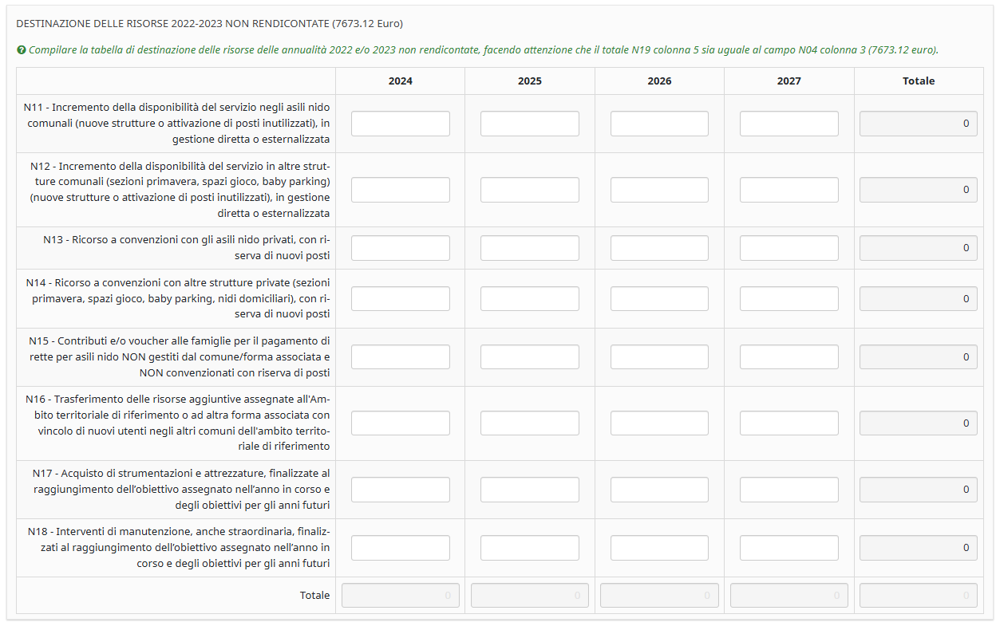 DESTINAZIONE DELLE RISORSE 2022-2023 NON RENDICONTATE (7673.12 Euro)
Compilare la tabella di destinazione delle risorse delle annualità 2022 e/o 2023 non rendicontate, facendo attenzione che il totale N19 colonna 5 sia uguale al campo N04 colonna 3 (7673.12 euro).
2024 2025 2026 2027 Totale
N11 - Incremento della disponibilità del servizio negli asili nido
comunali (nuove strutture o attivazione di posti inutilizzati), in
gestione diretta o esternalizzata
0
N12 - Incremento della disponibilità del servizio in altre strut-
ture comunali (sezioni primavera, spazi gioco, baby parking)
(nuove strutture o attivazione di posti inutilizzati), in gestione
diretta o esternalizzata
0
N13 - Ricorso a convenzioni con gli asili nido privati, con ri-
serva di nuovi posti
0
N14 - Ricorso a convenzioni con altre strutture private (sezioni
primavera, spazi gioco, baby parking, nidi domiciliari), con ri-
serva di nuovi posti
0
N15 - Contributi e/o voucher alle famiglie per il pagamento di
rette per asili nido NON gestiti dal comune/forma associata e
NON convenzionati con riserva di posti
0
N16 - Trasferimento delle risorse aggiuntive assegnate all'Am-
bito territoriale di riferimento o ad altra forma associata con
vincolo di nuovi utenti negli altri comuni dell'ambito territo-
riale di riferimento
0
N17 - Acquisto di strumentazioni e attrezzature, finalizzate al
raggiungimento dell’obiettivo assegnato nell’anno in corso e
degli obiettivi per gli anni futuri
0
N18 - Interventi di manutenzione, anche straordinaria, finaliz-
zati al raggiungimento dell’obiettivo assegnato nell’anno in
corso e degli obiettivi per gli anni futuri
0
Totale 0 0 0 0 0